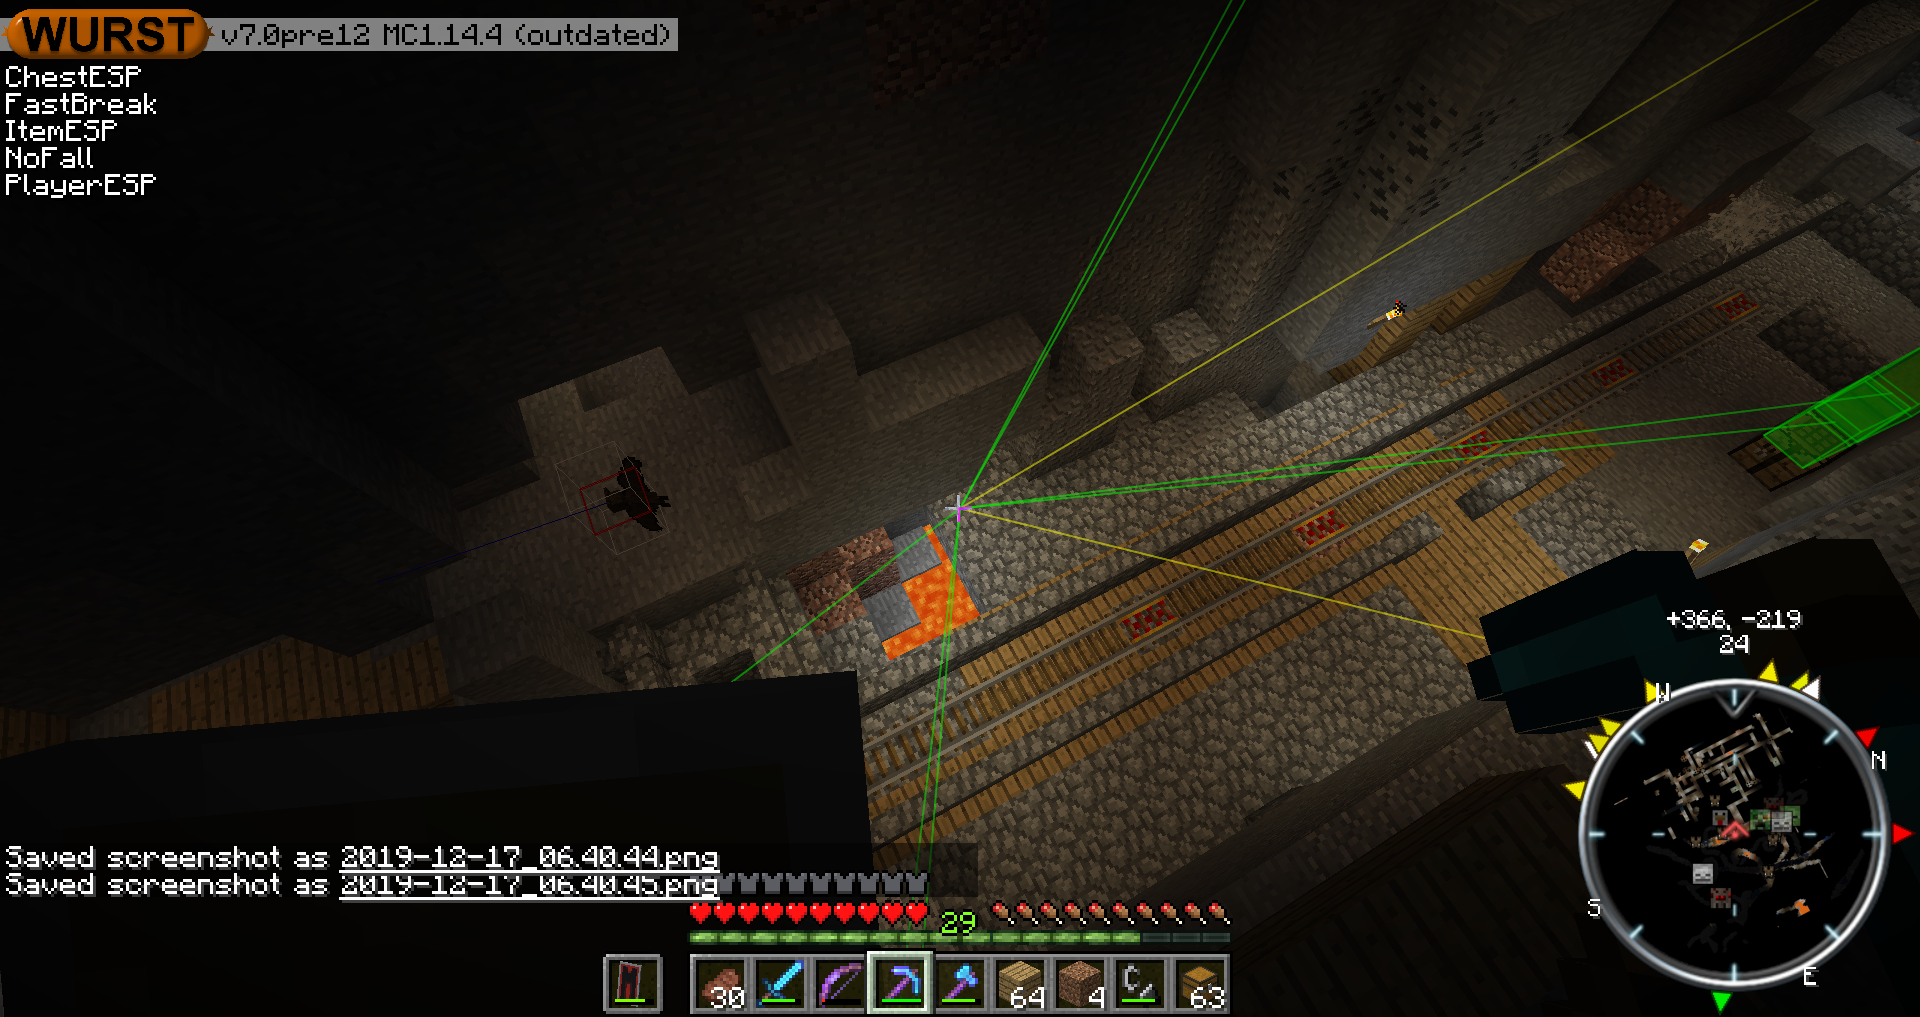 WURST v7.0pre12 MC1.14.4 (outdated)
ChestESP
FastBreak
ItemESP
NoFall
PlayerESP
+366, -219
24
W
N
S
E
Saved screenshot as 2019-12-17_06.40.44.png
Saved screenshot as 2019-12-17_06.40.45.png
29
30
64
4
63